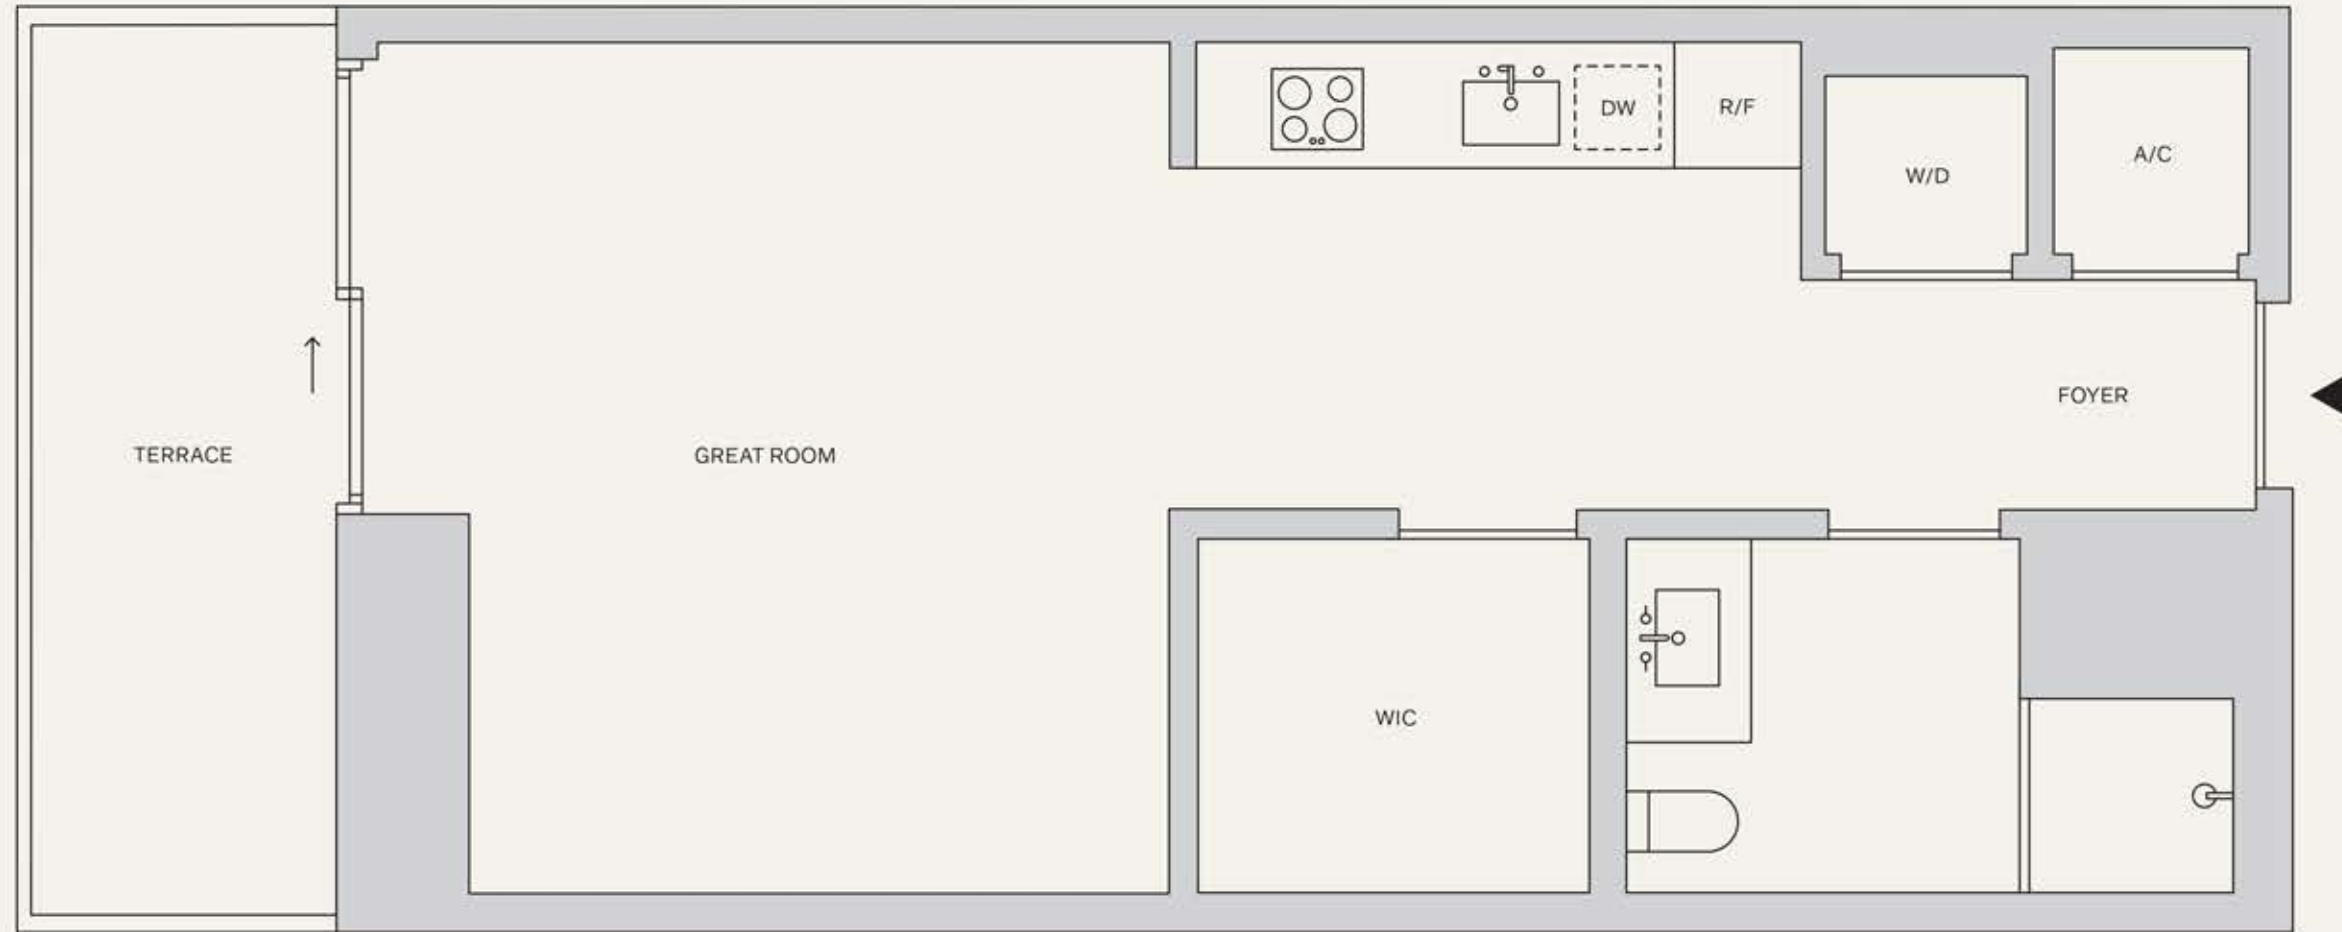 DW
R/F
W/D
A/C
FOYER
TERRACE
GREAT ROOM
WIC